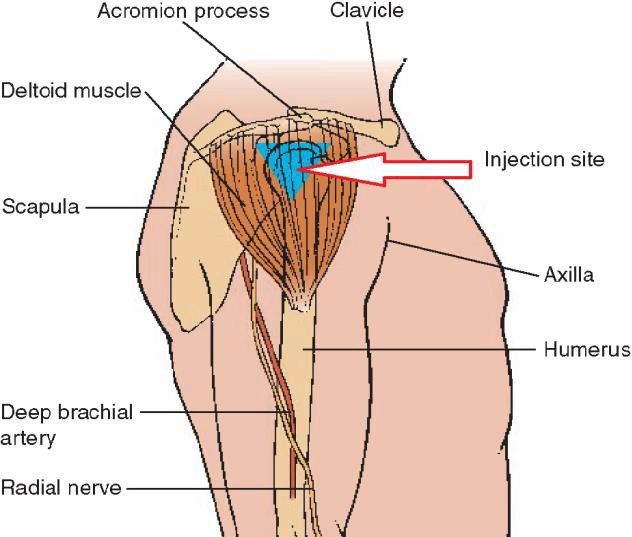 Acromion process
Clavicle
Deltoid muscle
Injection site
Scapula
Axilla
Humerus
Deep brachial
artery
Radial nerve